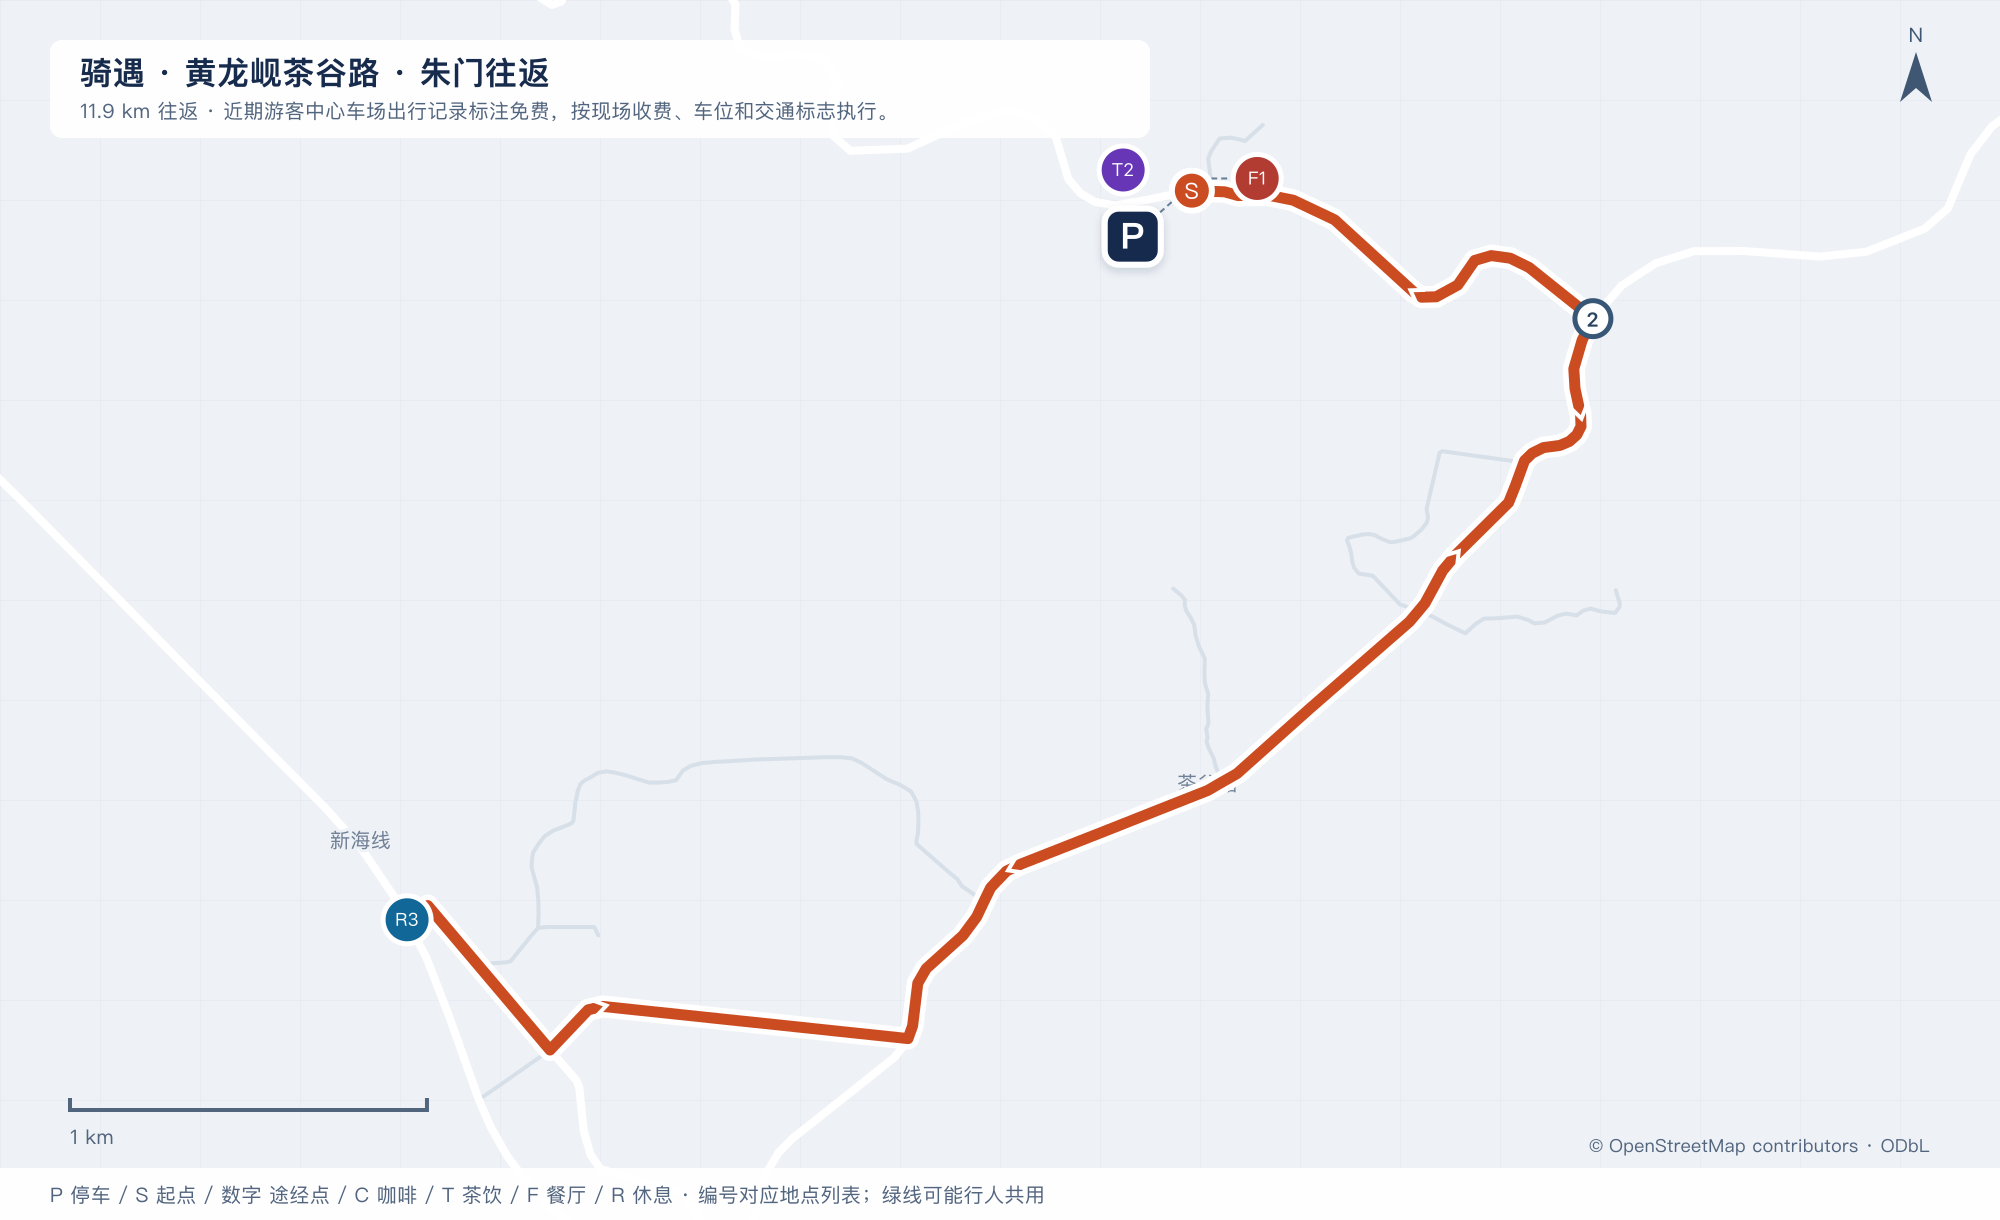 骑遇 · 黄龙岘茶谷路 · 朱门往返
11.9 km 往返 · 近期游客中心车场出行记录标注免费，按现场收费、车位和交通标志执行。
N
T2
S
F1
P
2
新海线
R3
1 km
© OpenStreetMap contributors · ODbL
P 停车 / S 起点 / 数字 途经点 / C 咖啡 / T 茶饮 / F 餐厅 / R 休息 · 编号对应地点列表；绿线可能行人共用